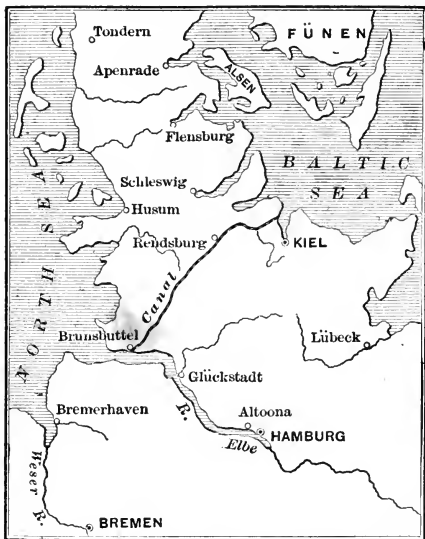 Tondern
FÜNEN
Apenrade
ALSEN
Flensburg
BALTIC
SEA
Schleswig
Husum
NORTH SEA
Rendsburg
KIEL
Canal
Brunsbuttel
Lübeck
Glückstadt
R.
Elbe
Bremerhaven
Altoona
HAMBURG
Weser R.
BREMEN